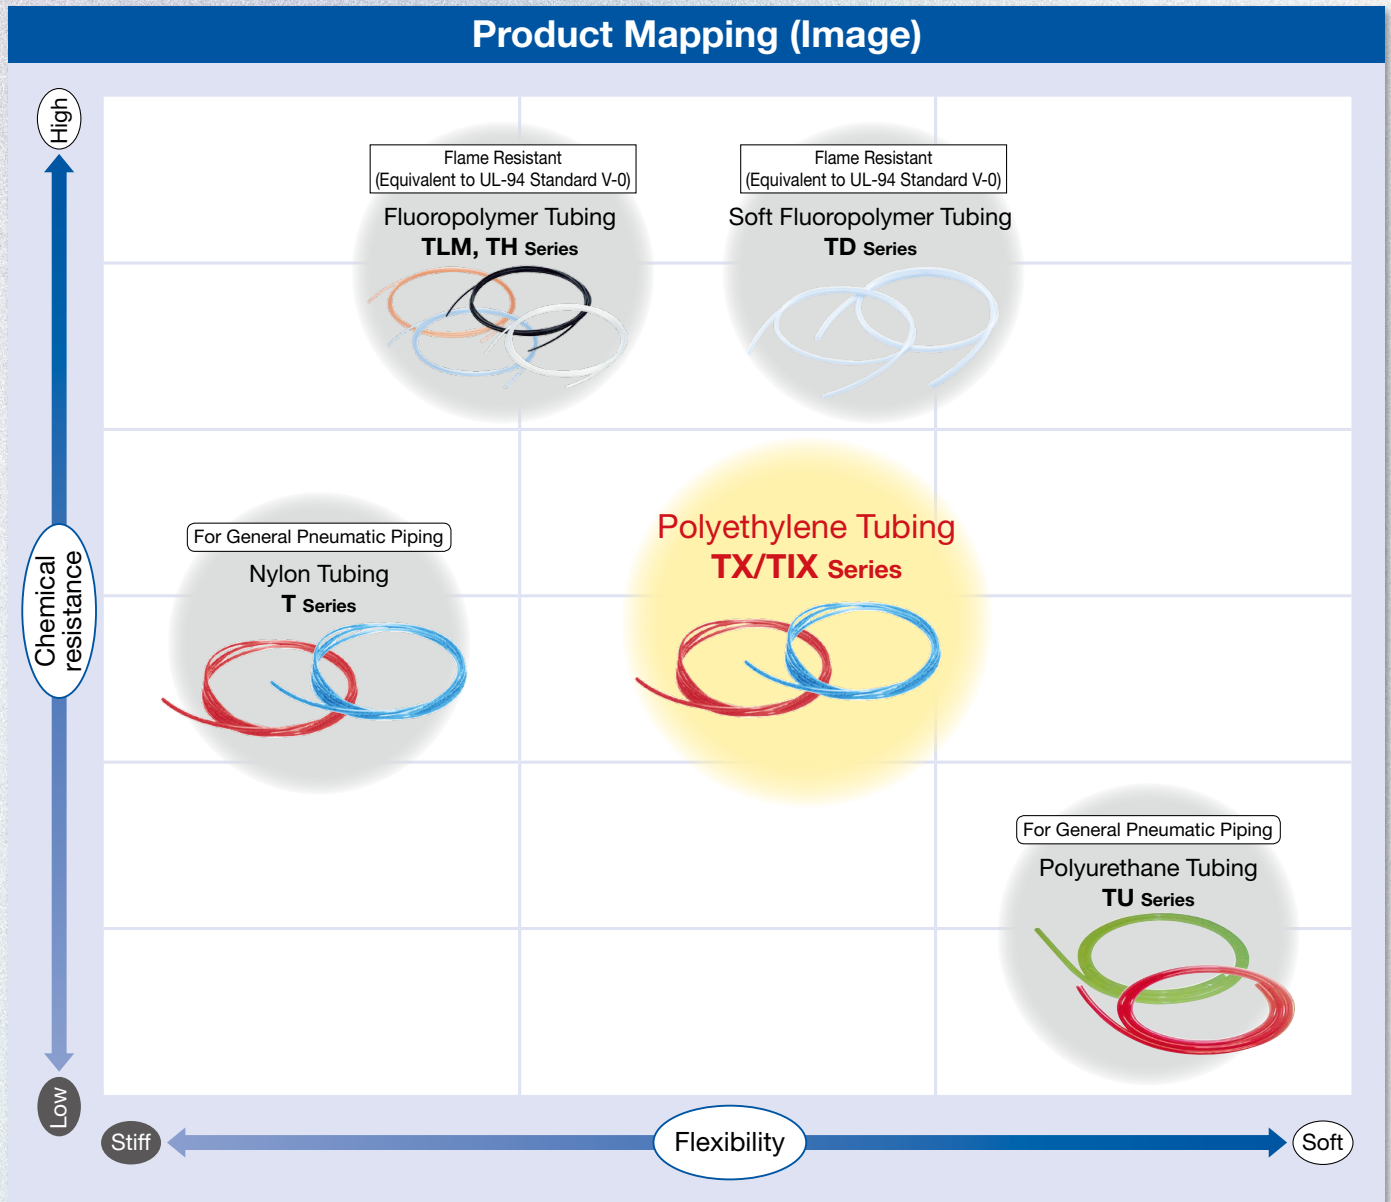 Product Mapping (Image)
High
Flame Resistant
(Equivalent to UL-94 Standard V-0)
Fluoropolymer Tubing
TLM, TH Series
Flame Resistant
(Equivalent to UL-94 Standard V-0)
Soft Fluoropolymer Tubing
TD Series
Chemical
resistance
For General Pneumatic Piping
Nylon Tubing
T Series
Polyethylene Tubing
TX/TIX Series
For General Pneumatic Piping
Polyurethane Tubing
TU Series
Low
Stiff
Flexibility
Soft